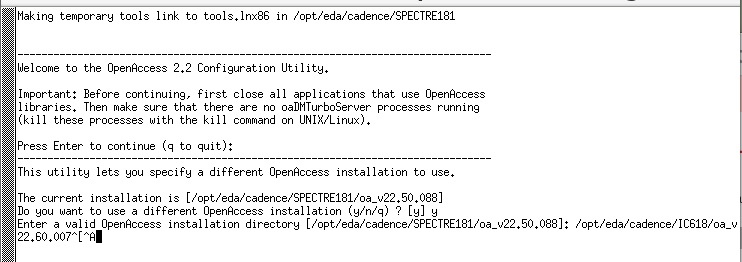 Making temporary tools link to tools.lnx86 in /opt/eda/cadence/SPECTRE181
-----------------------------------------------------------------------
Welcome to the OpenAccess 2.2 Configuration Utility.
Important: Before continuing, first close all applications that use OpenAccess
libraries. Then make sure that there are no oaDMTurboServer processes running
(kill these processes with the kill command on UNIX/Linux).
Press Enter to continue (q to quit):
-----------------------------------------------------------------------
This utility lets you specify a different OpenAccess installation to use.
The current installation is [/opt/eda/cadence/SPECTRE181/oa_v22.50.088]
Do you want to use a different OpenAccess installation (y/n/q) ? [y] y
Enter a valid OpenAccess installation directory [/opt/eda/cadence/SPECTRE181/oa_v22.50.088]: /opt/eda/cadence/IC618/oa_v
22.60.007^[^A